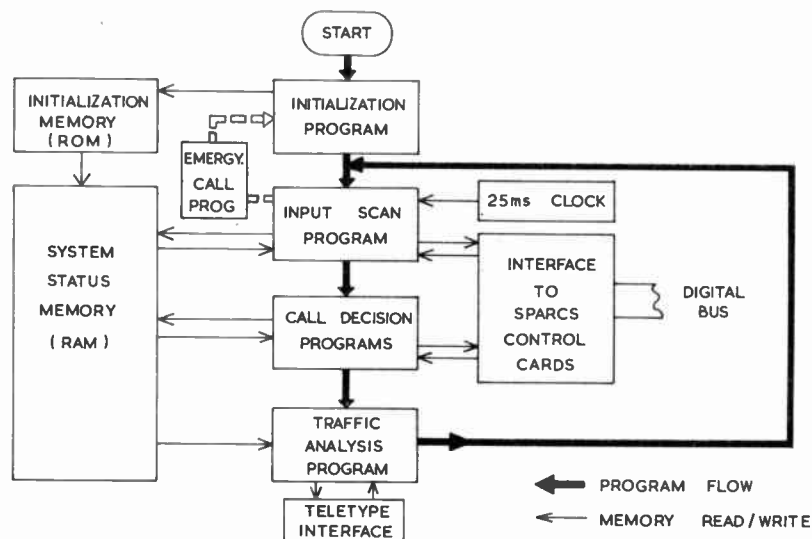 START
INITIALIZATION
MEMORY
(ROM)
INITIALIZATION
PROGRAM
EMERGY.
CALL
PROG
INPUT SCAN
PROGRAM
25ms CLOCK
SYSTEM
STATUS
MEMORY
(RAM)
INTERFACE
TO
SPARCS
CONTROL
CARDS
DIGITAL
BUS
CALL DECISION
PROGRAMS
TRAFFIC
ANALYSIS
PROGRAM
TELETYPE
INTERFACE
PROGRAM FLOW
MEMORY READ/WRITE